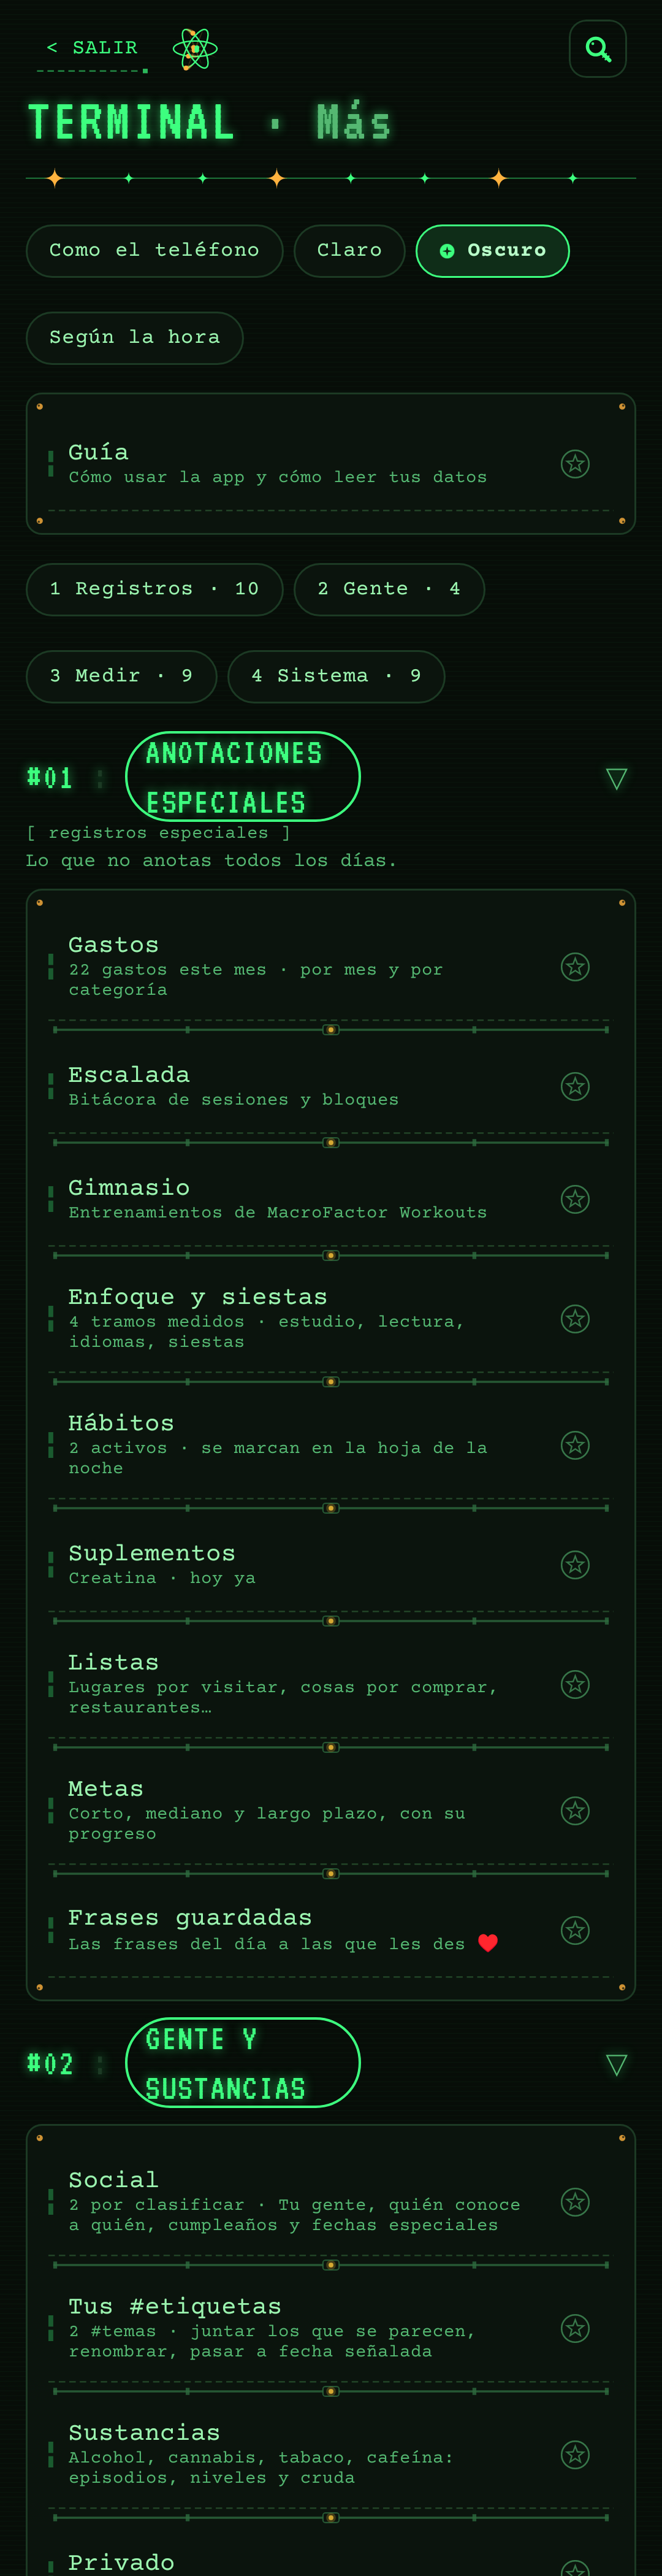 < SALIR
TERMINAL · Más
Como el teléfono
Claro
Oscuro
Según la hora
Guía
Cómo usar la app y cómo leer tus datos
1 Registros · 10
2 Gente · 4
3 Medir · 9
4 Sistema · 9
#01 :
ANOTACIONES
ESPECIALES
[ registros especiales ]
Lo que no anotas todos los días.
Gastos
22 gastos este mes · por mes y por
categoría
Escalada
Bitácora de sesiones y bloques
Gimnasio
Entrenamientos de MacroFactor Workouts
Enfoque y siestas
4 tramos medidos · estudio, lectura,
idiomas, siestas
Hábitos
2 activos · se marcan en la hoja de la
noche
Suplementos
Creatina · hoy ya
Listas
Lugares por visitar, cosas por comprar,
restaurantes…
Metas
Corto, mediano y largo plazo, con su
progreso
Frases guardadas
Las frases del día a las que les des ❤️
#02 :
GENTE Y
SUSTANCIAS
Social
2 por clasificar · Tu gente, quién conoce
a quién, cumpleaños y fechas especiales
Tus #etiquetas
2 #temas · juntar los que se parecen,
renombrar, pasar a fecha señalada
Sustancias
Alcohol, cannabis, tabaco, cafeína:
episodios, niveles y cruda
Privado